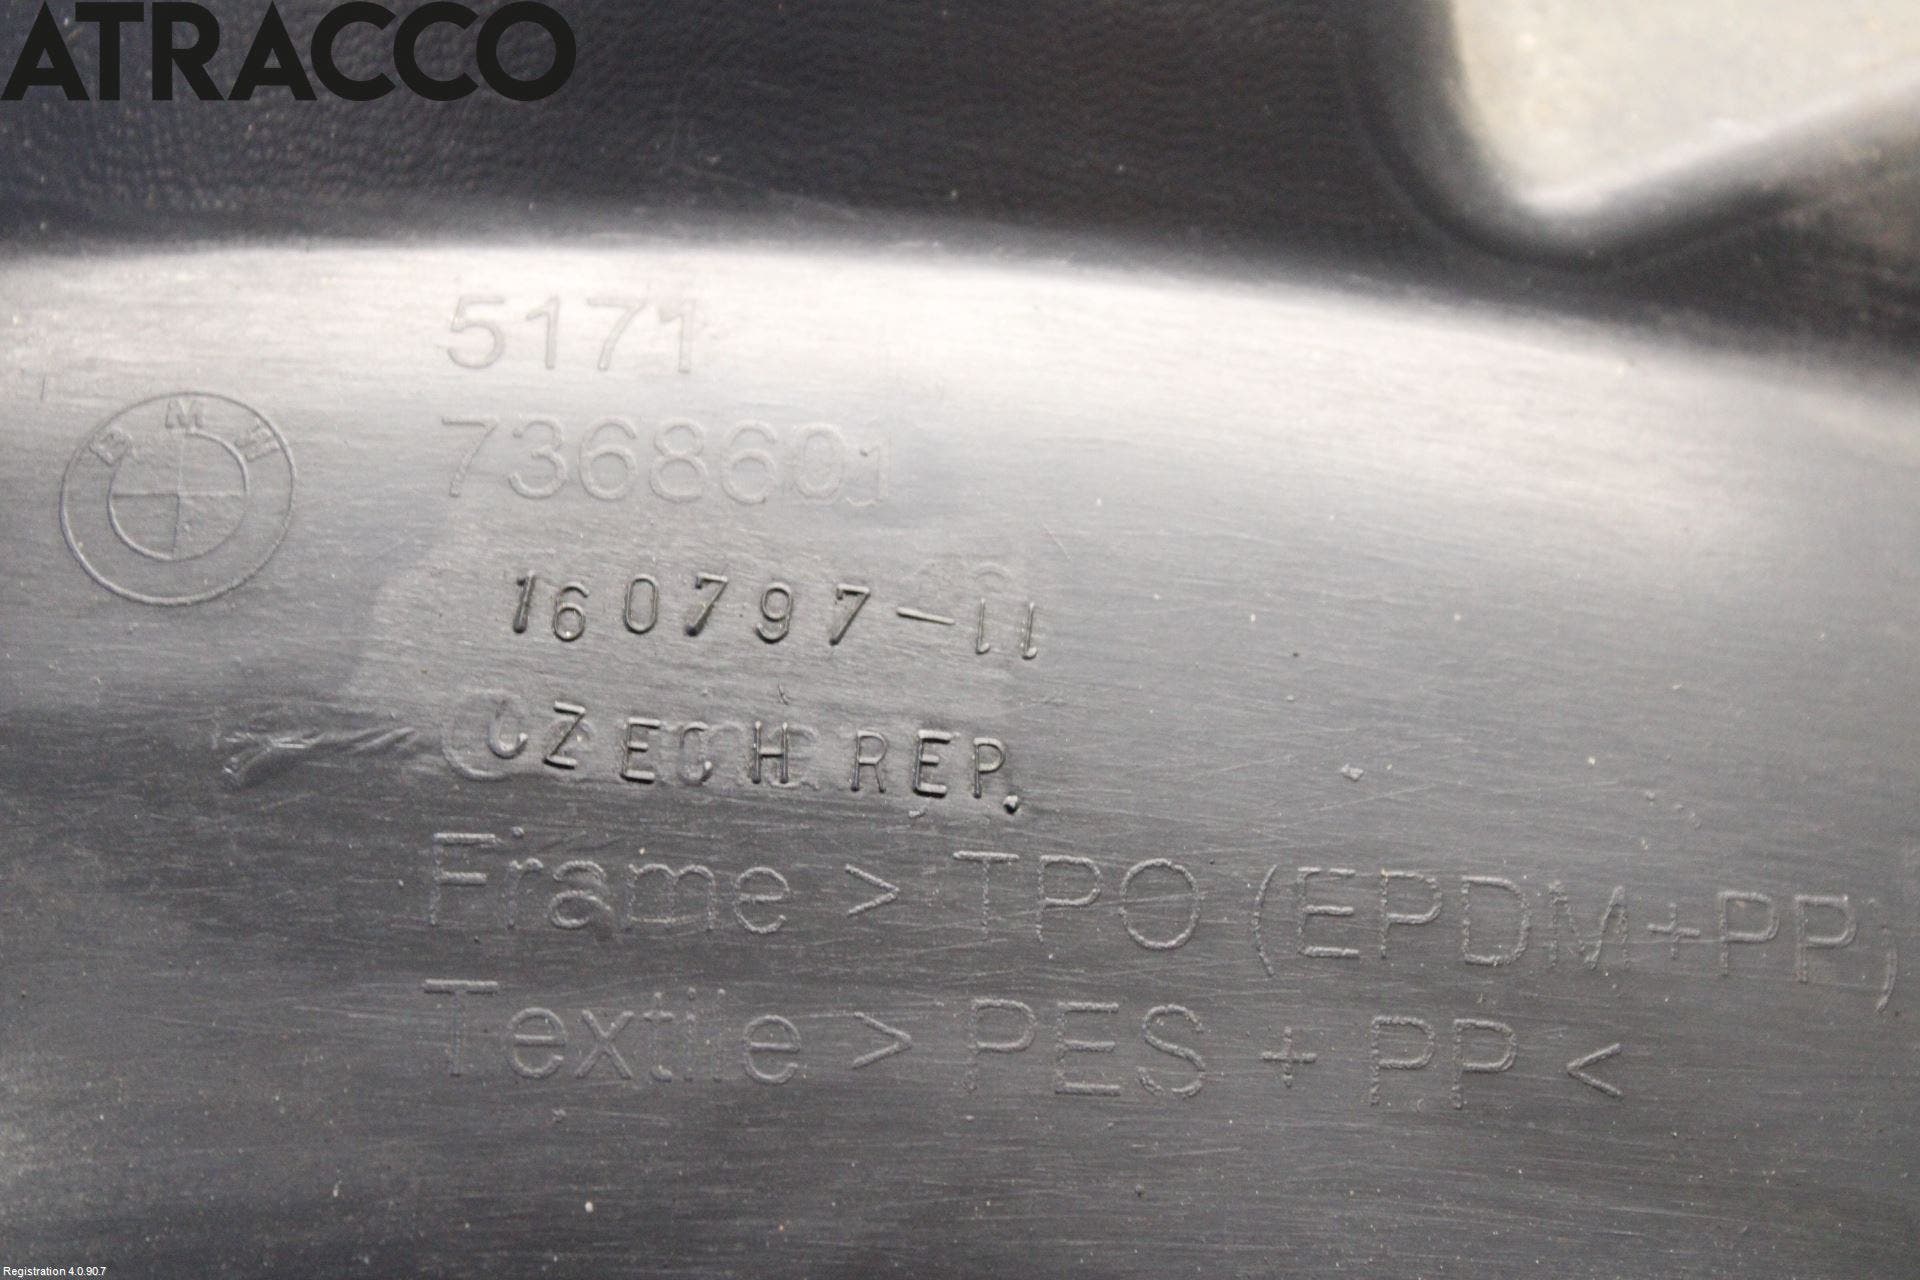 ATRACCO
5171
BMW
7368601
160797-11
CZECH REP.
Frame > TPO (EPDM+PP)
Textile > PES + PP <
Registration 4.0.90.7